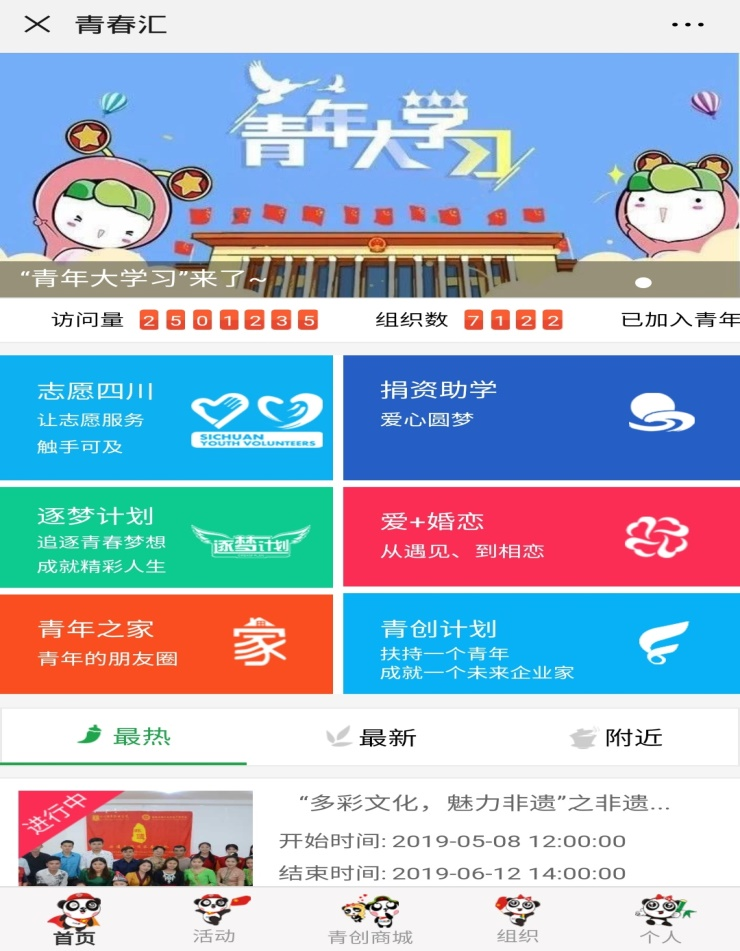 青春汇
青年大学习
“青年大学习”来了~
访问量 2501235 组织数 7122 已加入青年
志愿四川
让志愿服务
触手可及
SICHUAN
YOUTH VOLUNTEERS
捐资助学
爱心圆梦
逐梦计划
追逐青春梦想
成就精彩人生
逐梦计划
爱+婚恋
从遇见、到相恋
青年之家
青年的朋友圈
家
青创计划
扶持一个青年
成就一个未来企业家
最热 最新 附近
进行中
“多彩文化，魅力非遗”之非遗...
开始时间: 2019-05-08 12:00:00
结束时间: 2019-06-12 14:00:00
首页 活动 青创商城 组织 个人